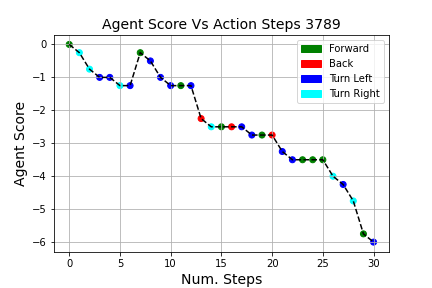 Agent Score Vs Action Steps 3789
Forward
Back
Turn Left
Turn Right
Agent Score
0
−1
−2
−3
−4
−5
−6
0 5 10 15 20 25 30
Num. Steps